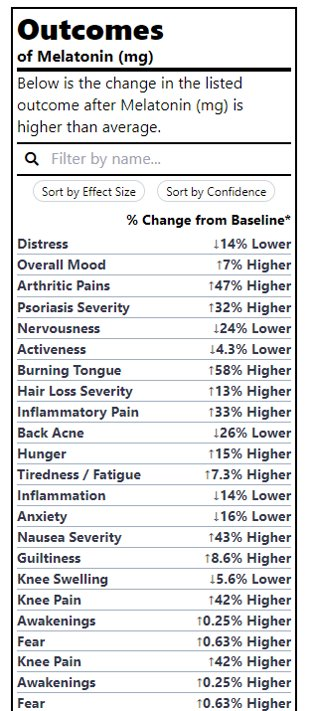 Outcomes
of Melatonin (mg)
Below is the change in the listed
outcome after Melatonin (mg) is
higher than average.
Filter by name...
Sort by Effect Size Sort by Confidence
% Change from Baseline*
Distress ↓14% Lower
Overall Mood ↑7% Higher
Arthritic Pains ↑47% Higher
Psoriasis Severity ↑32% Higher
Nervousness ↓24% Lower
Activeness ↓4.3% Lower
Burning Tongue ↑58% Higher
Hair Loss Severity ↑13% Higher
Inflammatory Pain ↑33% Higher
Back Acne ↓26% Lower
Hunger ↑15% Higher
Tiredness / Fatigue ↑7.3% Higher
Inflammation ↓14% Lower
Anxiety ↓16% Lower
Nausea Severity ↑43% Higher
Guiltiness ↑8.6% Higher
Knee Swelling ↓5.6% Lower
Knee Pain ↑42% Higher
Awakenings ↑0.25% Higher
Fear ↑0.63% Higher
Knee Pain ↑42% Higher
Awakenings ↑0.25% Higher
Fear ↑0.63% Higher